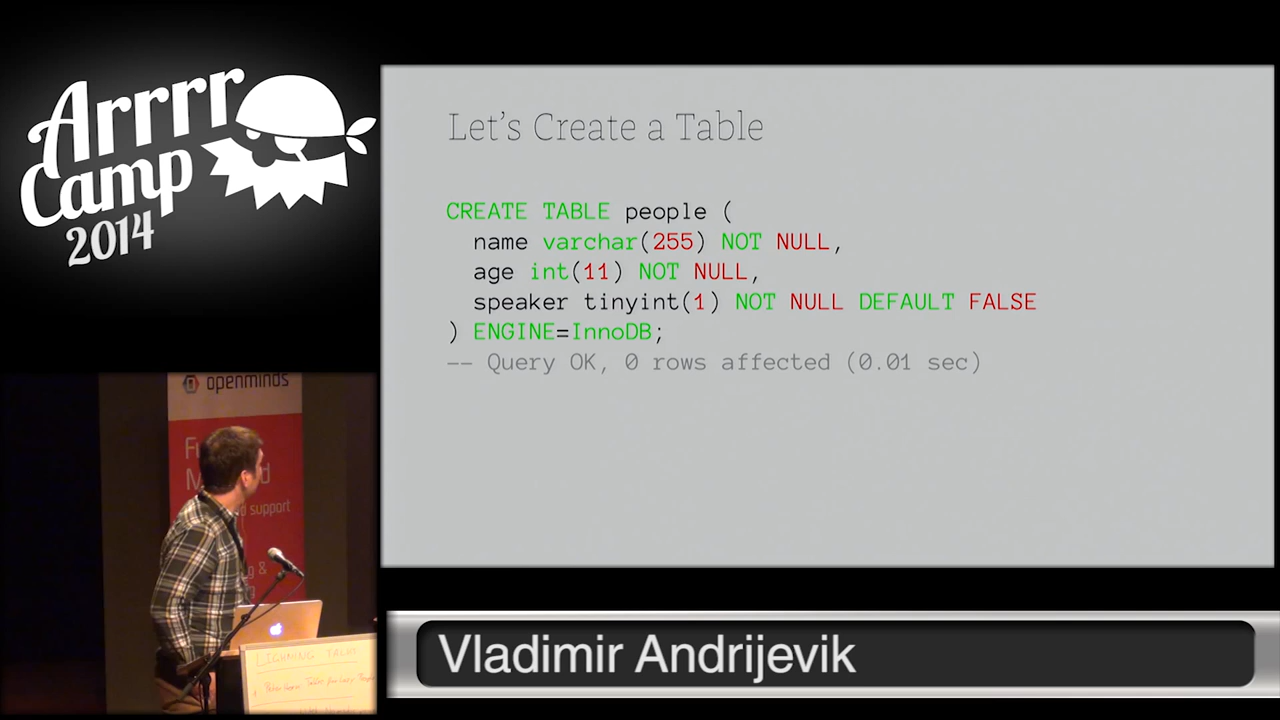 Arrrr
Camp
2014
Let's Create a Table
CREATE TABLE people (
name varchar(255) NOT NULL,
age int(11) NOT NULL,
speaker tinyint(1) NOT NULL DEFAULT FALSE
) ENGINE=InnoDB;
-- Query OK, 0 rows affected (0.01 sec)
openminds
support
&
LIGHTNING TALKS
Vladimir Andrijevik